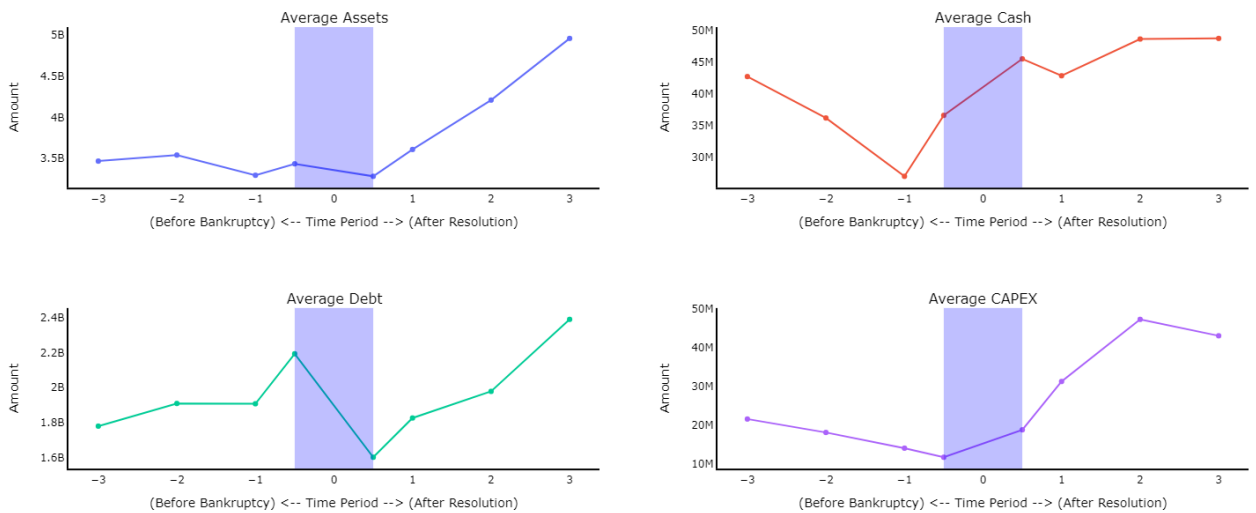 Average Assets
5B
4.5B
4B
3.5B
Amount
−3 −2 −1 0 1 2 3
(Before Bankruptcy) <-- Time Period --> (After Resolution)
Average Cash
50M
45M
40M
35M
30M
Amount
−3 −2 −1 0 1 2 3
(Before Bankruptcy) <-- Time Period --> (After Resolution)
Average Debt
2.4B
2.2B
2B
1.8B
1.6B
Amount
−3 −2 −1 0 1 2 3
(Before Bankruptcy) <-- Time Period --> (After Resolution)
Average CAPEX
50M
40M
30M
20M
10M
Amount
−3 −2 −1 0 1 2 3
(Before Bankruptcy) <-- Time Period --> (After Resolution)